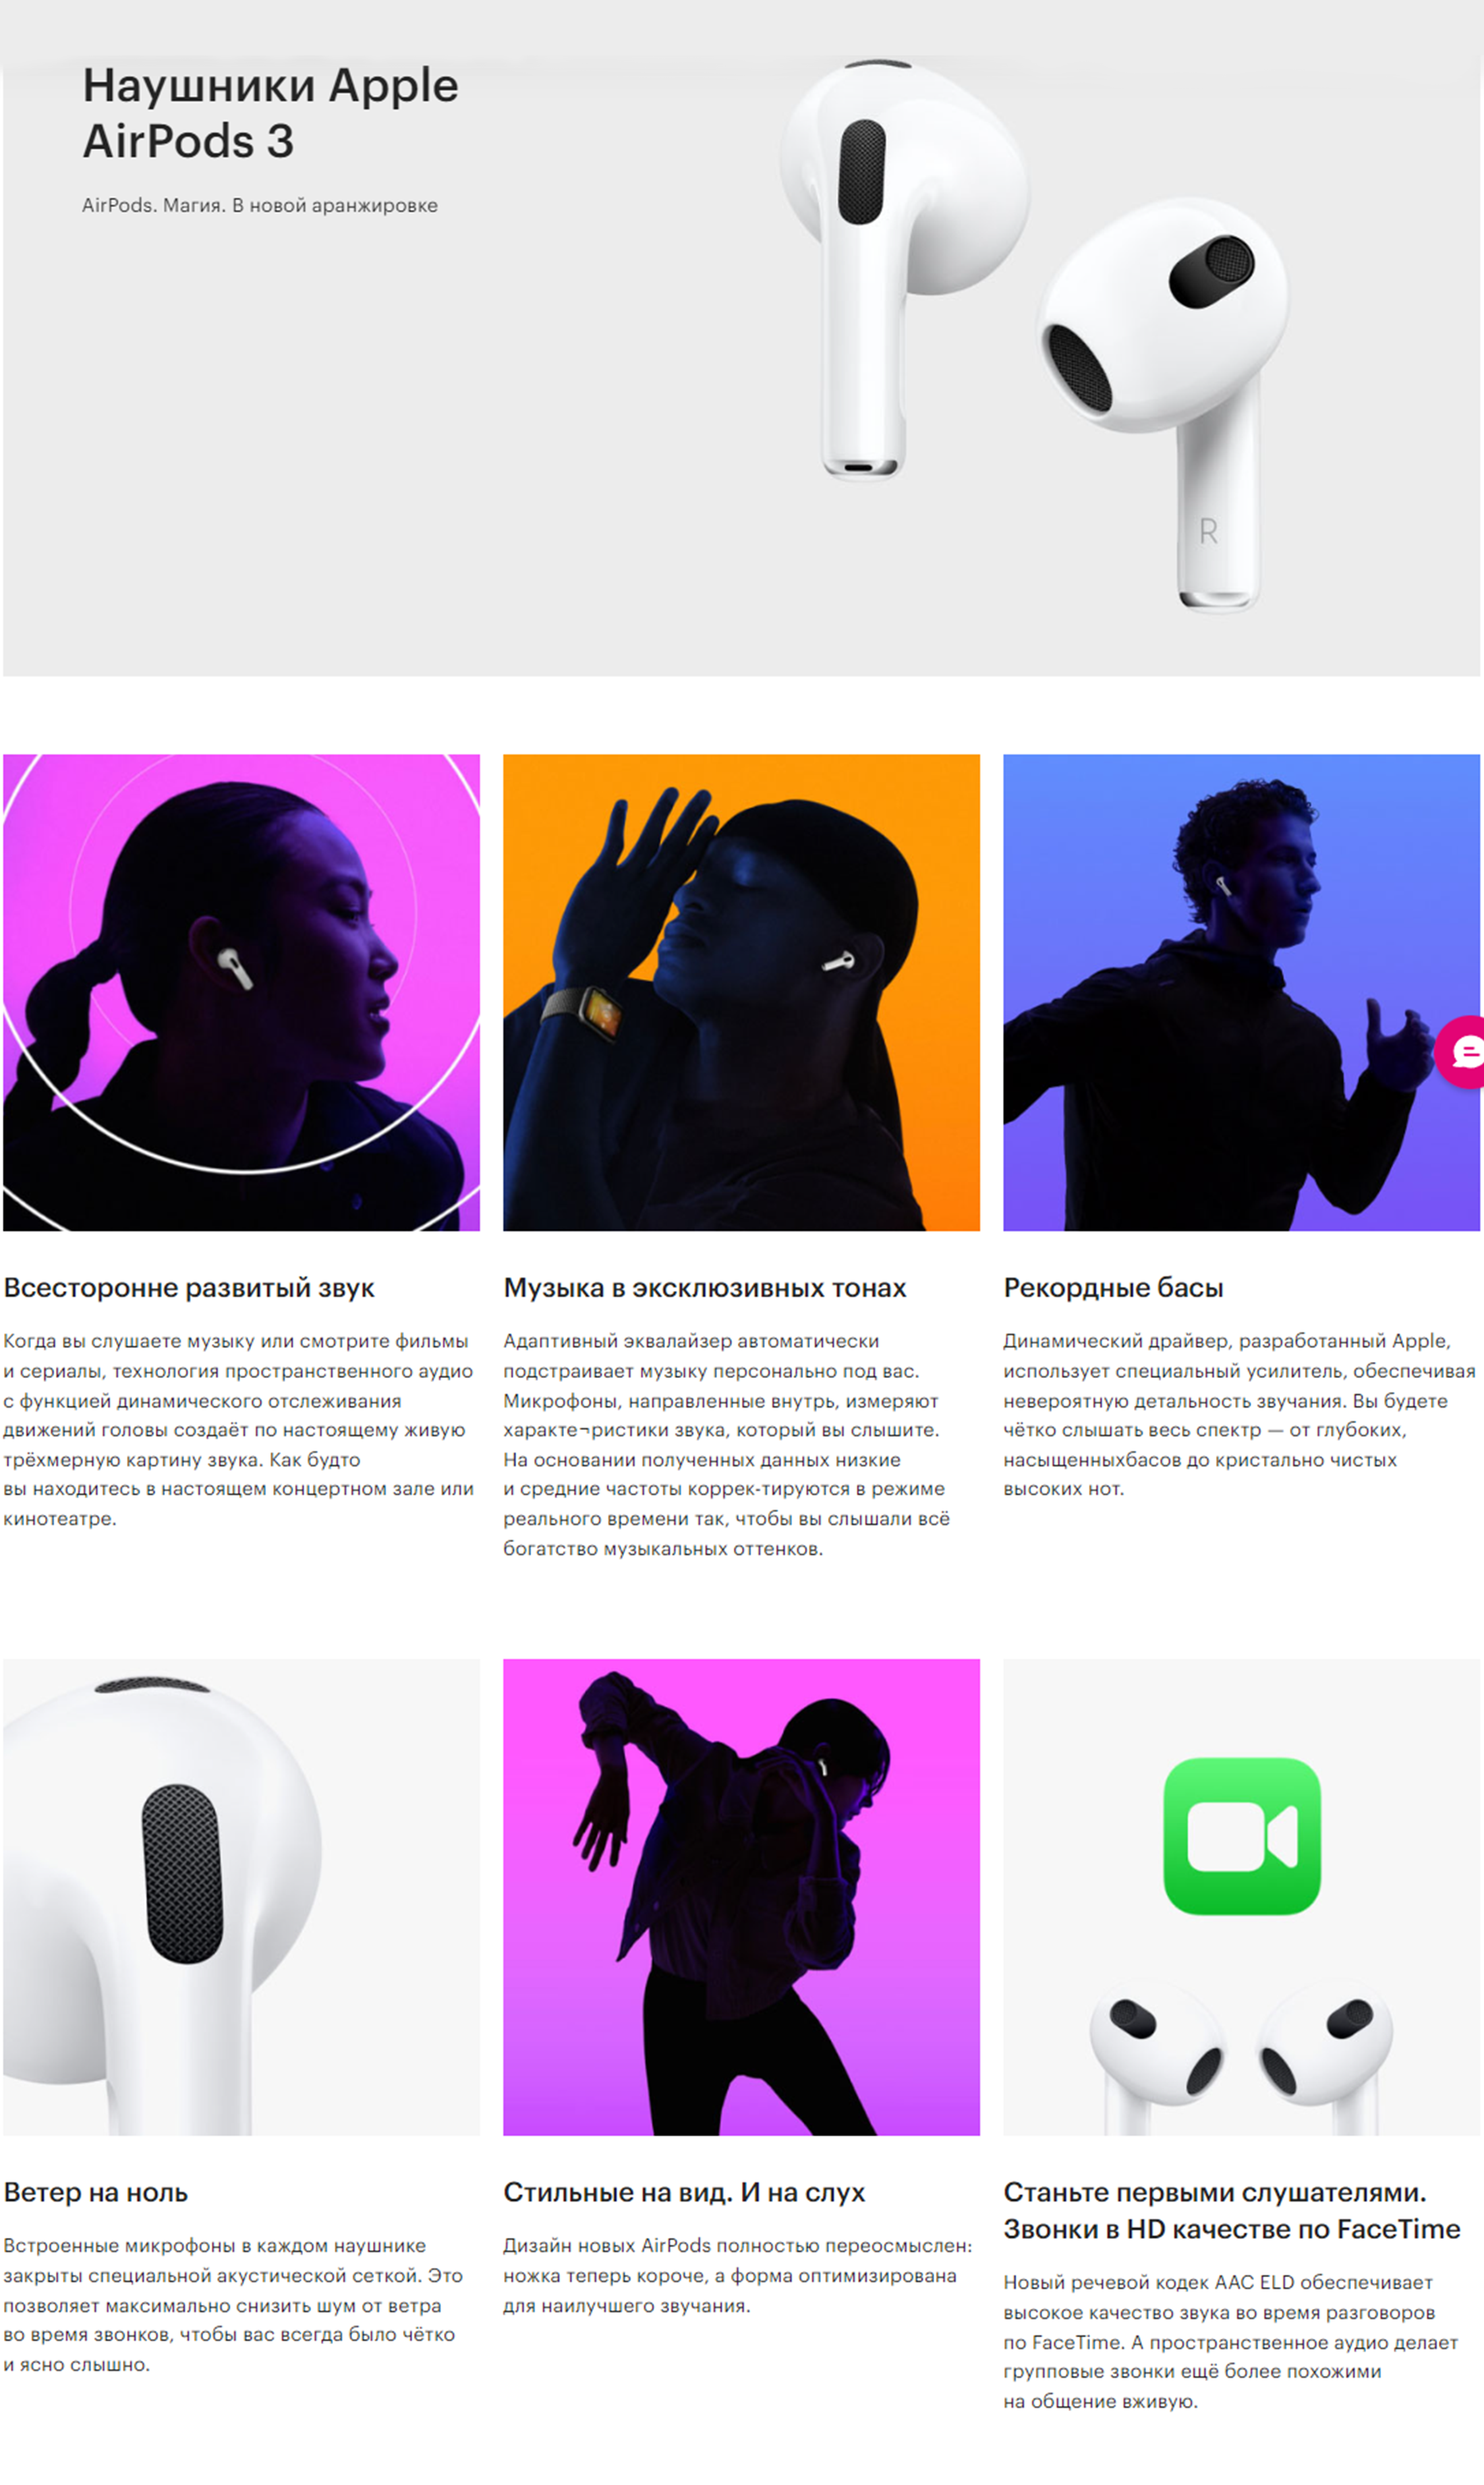 Наушники Apple
AirPods 3
AirPods. Магия. В новой аранжировке
R
Всесторонне развитый звук
Когда вы слушаете музыку или смотрите фильмы
и сериалы, технология пространственного аудио
с функцией динамического отслеживания
движений головы создаёт по настоящему живую
трёхмерную картину звука. Как будто
вы находитесь в настоящем концертном зале или
кинотеатре.
Музыка в эксклюзивных тонах
Адаптивный эквалайзер автоматически
подстраивает музыку персонально под вас.
Микрофоны, направленные внутрь, измеряют
характе¬ристики звука, который вы слышите.
На основании полученных данных низкие
и средние частоты коррек-тируются в режиме
реального времени так, чтобы вы слышали всё
богатство музыкальных оттенков.
Рекордные басы
Динамический драйвер, разработанный Apple,
использует специальный усилитель, обеспечивая
невероятную детальность звучания. Вы будете
чётко слышать весь спектр — от глубоких,
насыщенныхбасов до кристально чистых
высоких нот.
Ветер на ноль
Встроенные микрофоны в каждом наушнике
закрыты специальной акустической сеткой. Это
позволяет максимально снизить шум от ветра
во время звонков, чтобы вас всегда было чётко
и ясно слышно.
Стильные на вид. И на слух
Дизайн новых AirPods полностью переосмыслен:
ножка теперь короче, а форма оптимизирована
для наилучшего звучания.
Станьте первыми слушателями.
Звонки в HD качестве по FaceTime
Новый речевой кодек AAC ELD обеспечивает
высокое качество звука во время разговоров
по FaceTime. А пространственное аудио делает
групповые звонки ещё более похожими
на общение вживую.